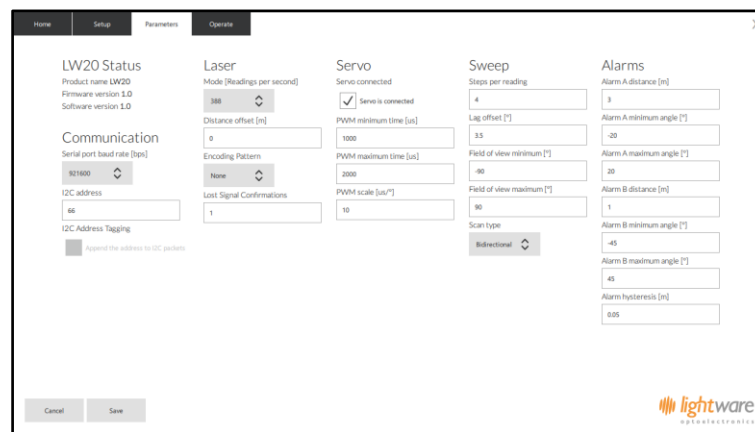 Home
Setup
Parameters
Operate
LW20 Status
Product name LW20
Firmware version 1.0
Software version 1.0
Communication
Serial port baud rate [bps]
921600
I2C address
66
I2C Address Tagging
Append the address to I2C packets
Laser
Mode [Readings per second]
388
Distance offset [m]
0
Encoding Pattern
None
Lost Signal Confirmations
1
Servo
Servo connected
Servo is connected
PWM minimum time [us]
1000
PWM maximum time [us]
2000
PWM scale [us/°]
10
Sweep
Steps per reading
4
Lag offset [°]
3.5
Field of view minimum [°]
-90
Field of view maximum [°]
90
Scan type
Bidirectional
Alarms
Alarm A distance [m]
3
Alarm A minimum angle [°]
-20
Alarm A maximum angle [°]
20
Alarm B distance [m]
1
Alarm B minimum angle [°]
-45
Alarm B maximum angle [°]
45
Alarm hysteresis [m]
0.05
Cancel
Save
lightware
optoelectronics